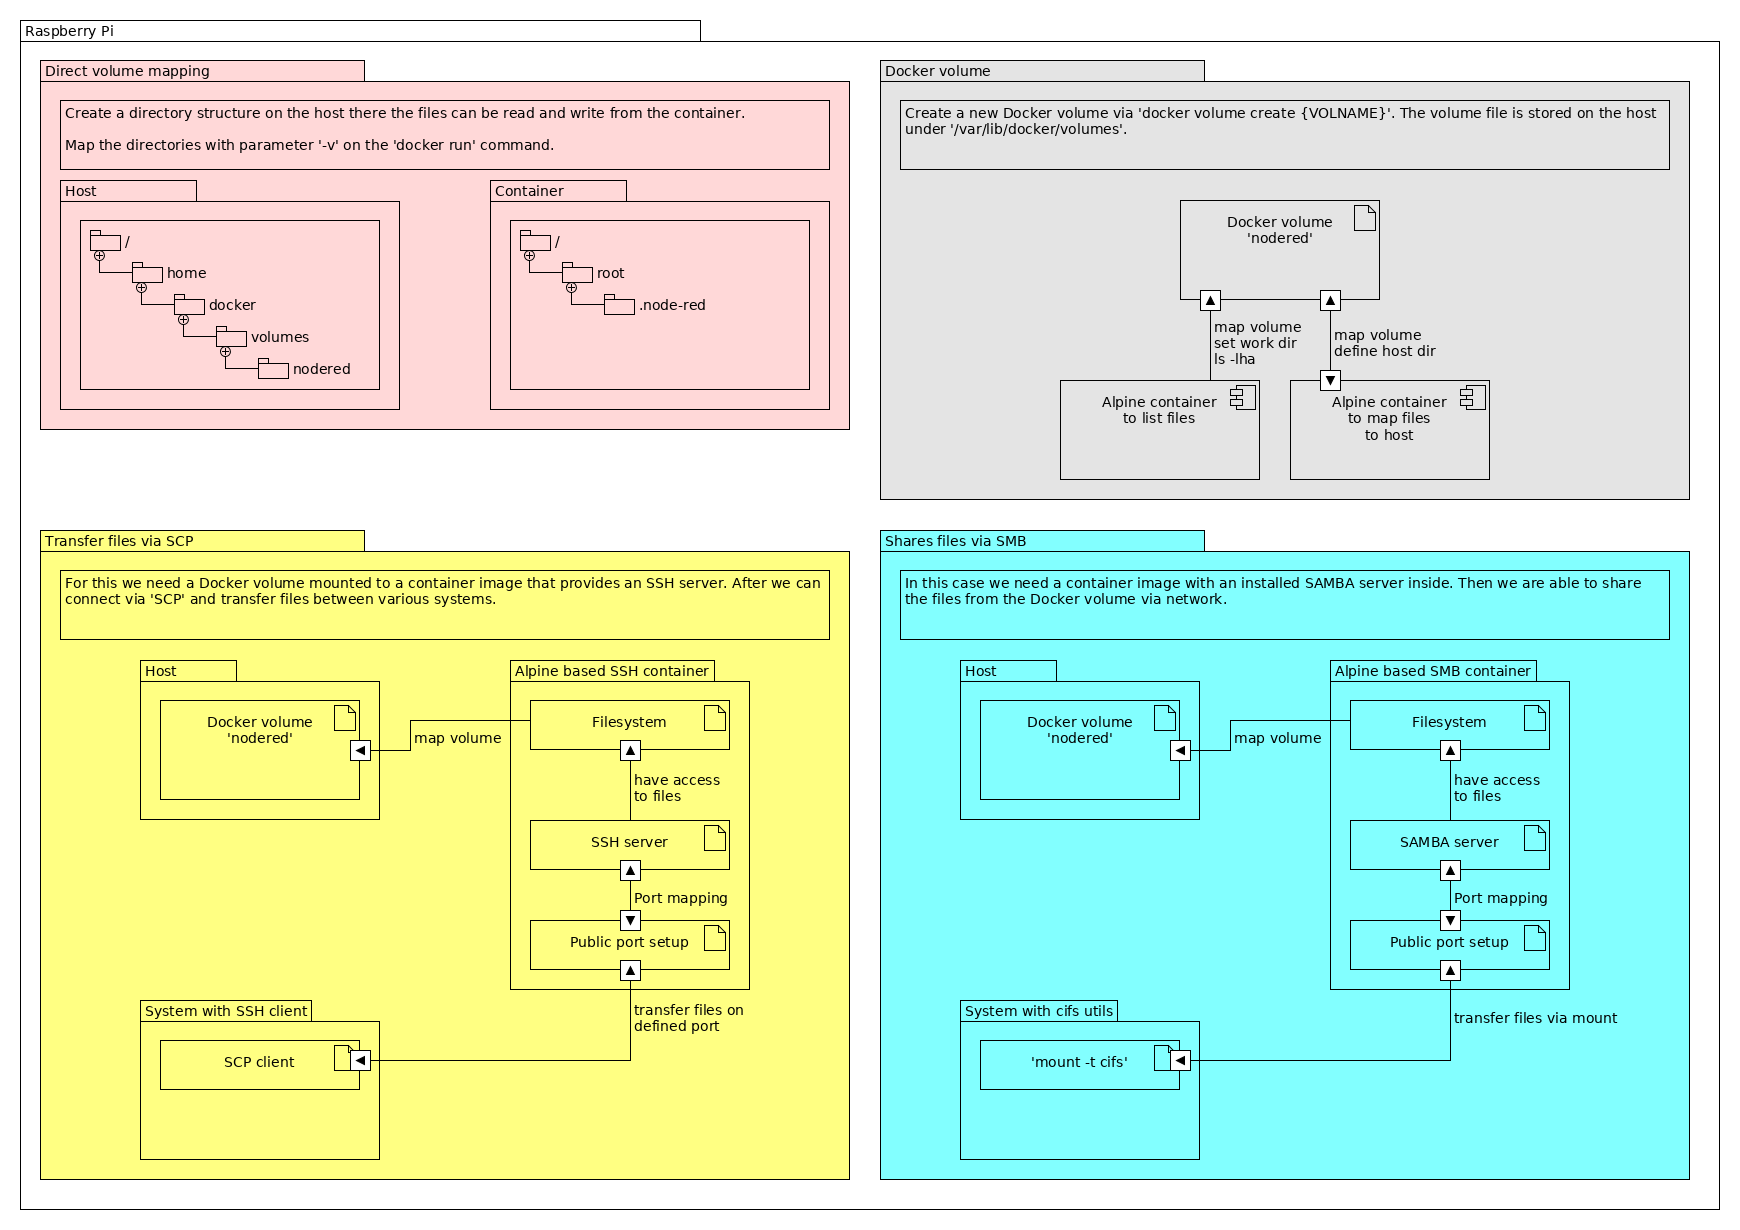 Raspberry Pi
Direct volume mapping
Create a directory structure on the host there the files can be read and write from the container.
Map the directories with parameter '-v' on the 'docker run' command.
Host
/
home
docker
volumes
nodered
Container
/
root
.node-red
Docker volume
Create a new Docker volume via 'docker volume create {VOLNAME}'. The volume file is stored on the host
under '/var/lib/docker/volumes'.
Docker volume
'nodered'
map volume
set work dir
ls -lha
map volume
define host dir
Alpine container
to list files
Alpine container
to map files
to host
Transfer files via SCP
For this we need a Docker volume mounted to a container image that provides an SSH server. After we can
connect via 'SCP' and transfer files between various systems.
Host
Docker volume
'nodered'
map volume
Alpine based SSH container
Filesystem
have access
to files
SSH server
Port mapping
Public port setup
transfer files on
defined port
System with SSH client
SCP client
Shares files via SMB
In this case we need a container image with an installed SAMBA server inside. Then we are able to share
the files from the Docker volume via network.
Host
Docker volume
'nodered'
map volume
Alpine based SMB container
Filesystem
have access
to files
SAMBA server
Port mapping
Public port setup
transfer files via mount
System with cifs utils
'mount -t cifs'